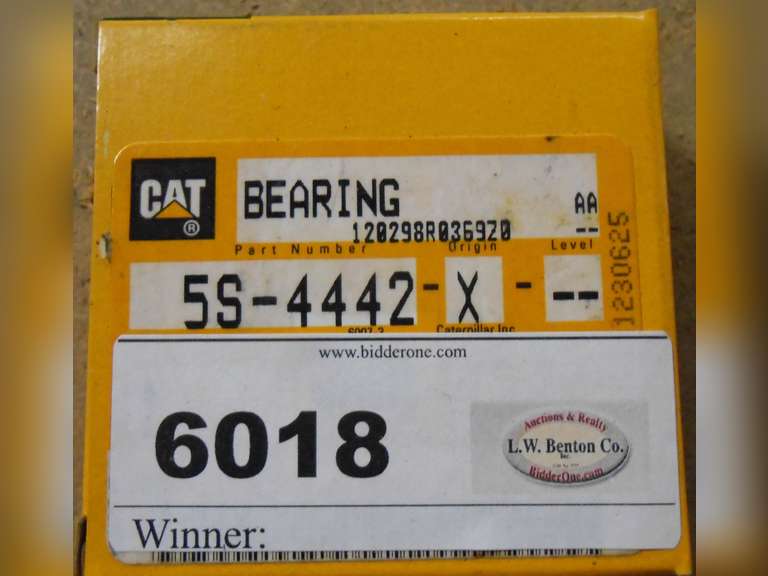 CAT ®
BEARING
AA
120298R036920
--
Part Number Origin Level
5S-4442-X---
1230625
Caterpillar Inc
www.bidderone.com
6018
Auctions & Realty
L.W. Benton Co.
Inc.
BidderOne.com
Winner: